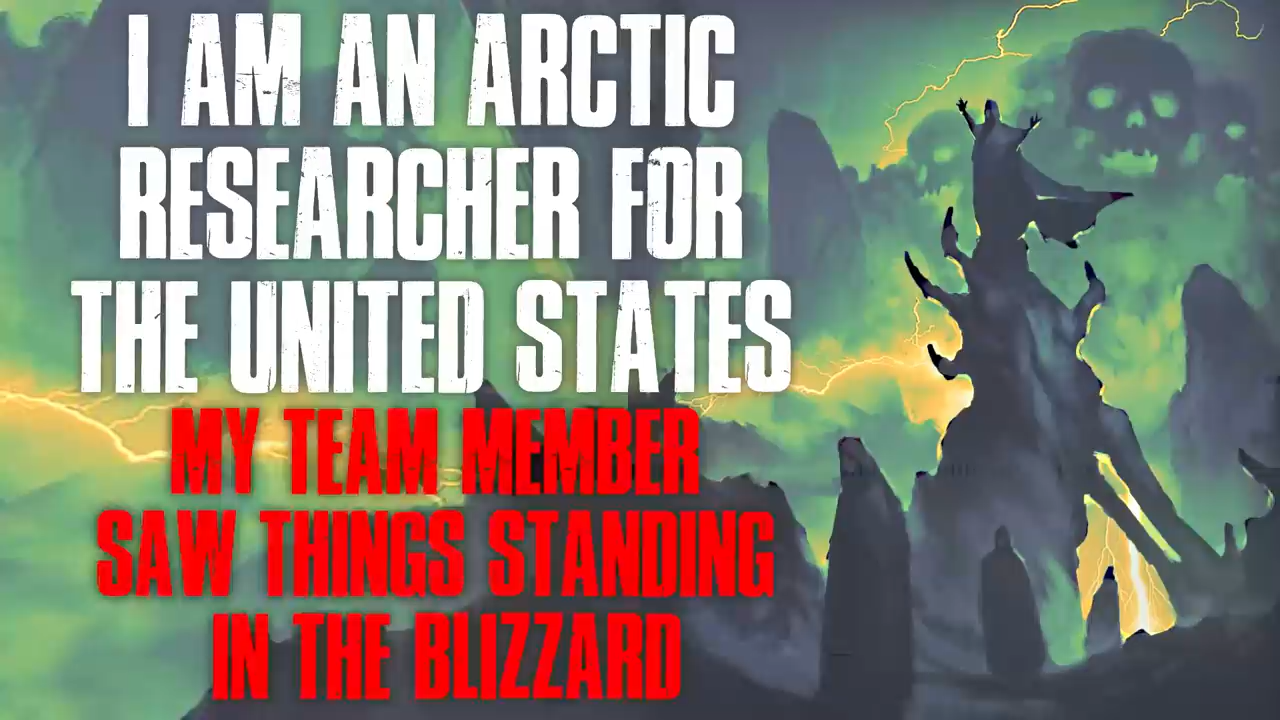 I AM AN ARCTIC
RESEARCHER FOR
THE UNITED STATES
MY TEAM MEMBER
SAW THINGS STANDING
IN THE BLIZZARD